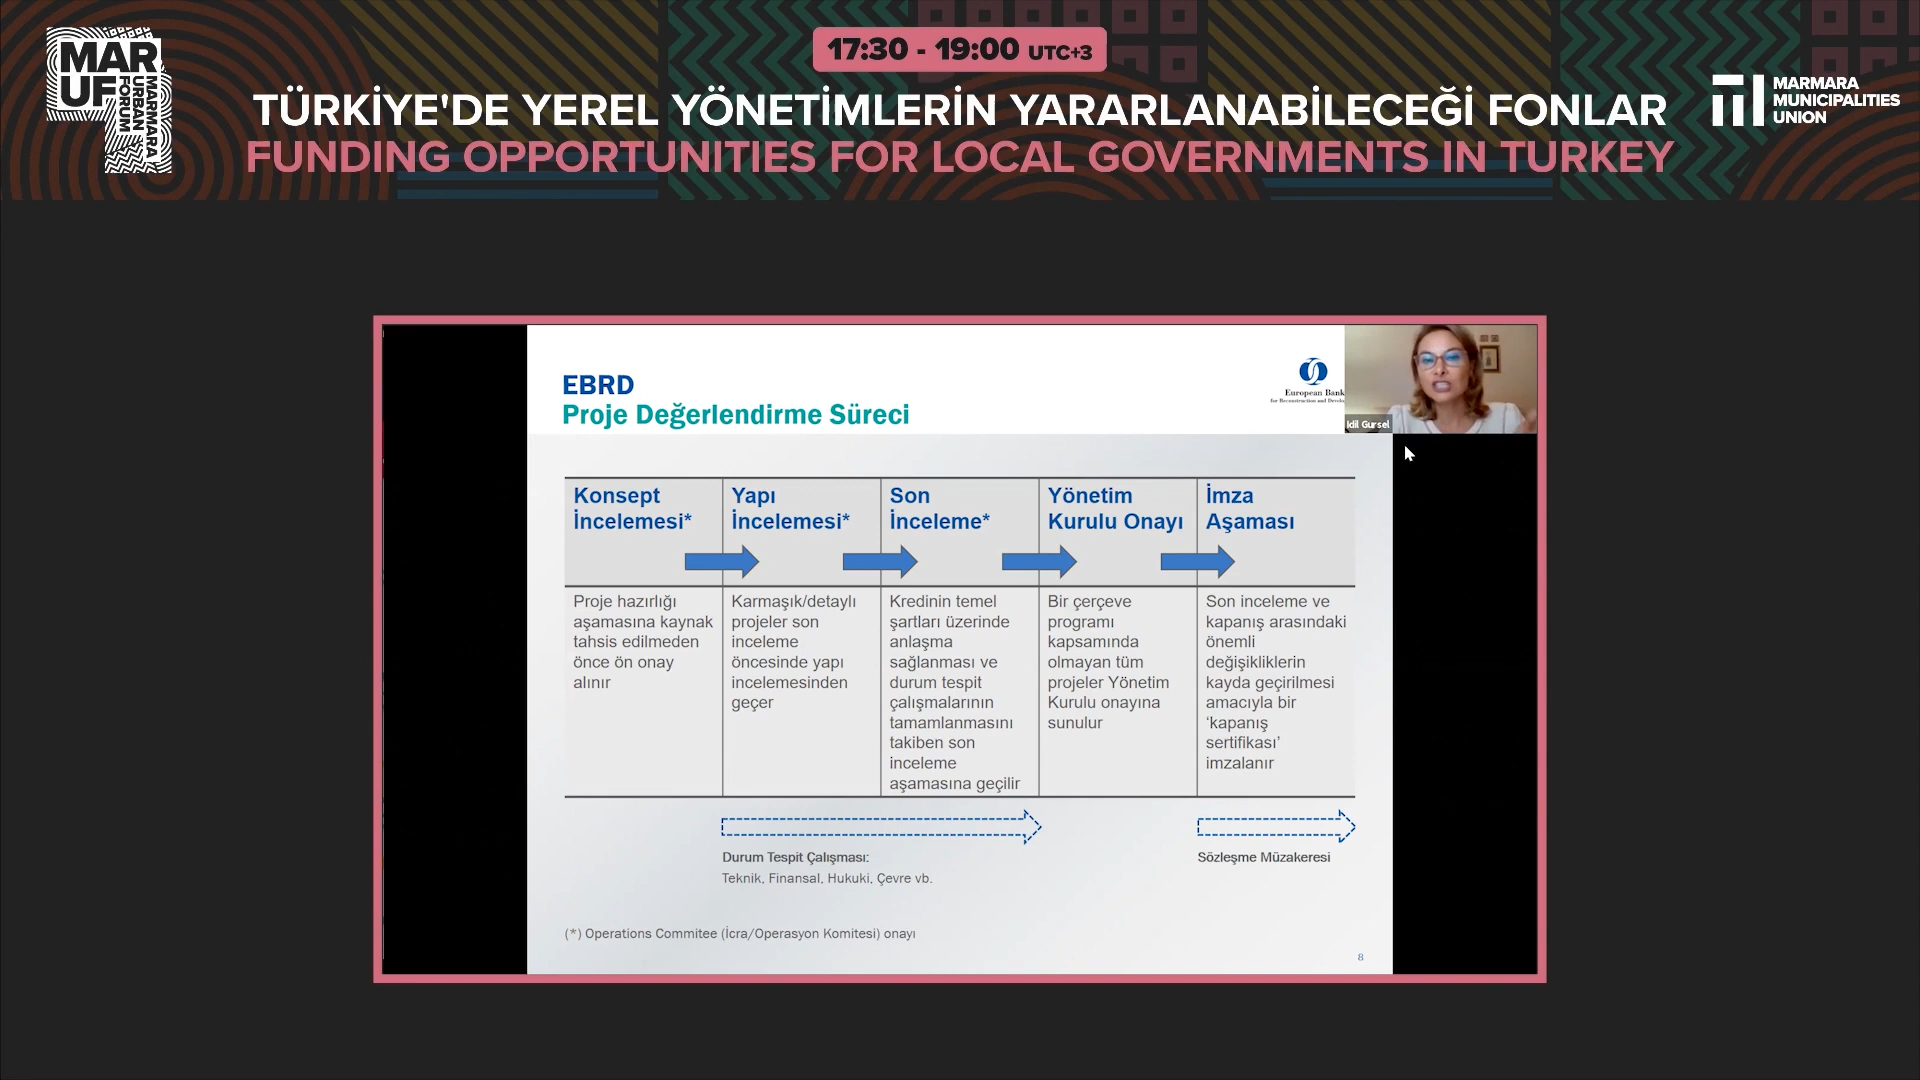 MAR
UF
MARMARA
URBAN
FORUM
17:30 - 19:00 UTC+3
TÜRKİYE'DE YEREL YÖNETİMLERİN YARARLANABİLECEĞİ FONLAR
FUNDING OPPORTUNITIES FOR LOCAL GOVERNMENTS IN TURKEY
MARMARA
MUNICIPALITIES
UNION
EBRD
Proje Değerlendirme Süreci
European Bank
for Reconstruction and
Idil Gursel
Konsept
İncelemesi*
Yapı
İncelemesi*
Son
İnceleme*
Yönetim
Kurulu Onayı
İmza
Aşaması
Proje hazırlığı
aşamasına kaynak
tahsis edilmeden
önce ön onay
alınır
Karmaşık/detaylı
projeler son
inceleme
öncesinde yapı
incelemesinden
geçer
Kredinin temel
şartları üzerinde
anlaşma
sağlanması ve
durum tespit
çalışmalarının
tamamlanmasını
takiben son
inceleme
aşamasına geçilir
Bir çerçeve
programı
kapsamında
olmayan tüm
projeler Yönetim
Kurulu onayına
sunulur
Son inceleme ve
kapanış arasındaki
önemli
değişikliklerin
kayda geçirilmesi
amacıyla bir
‘kapanış
sertifikası’
imzalanır
Durum Tespit Çalışması:
Teknik, Finansal, Hukuki, Çevre vb.
Sözleşme Müzakeresi
(*) Operations Commitee (İcra/Operasyon Komitesi) onayı
8